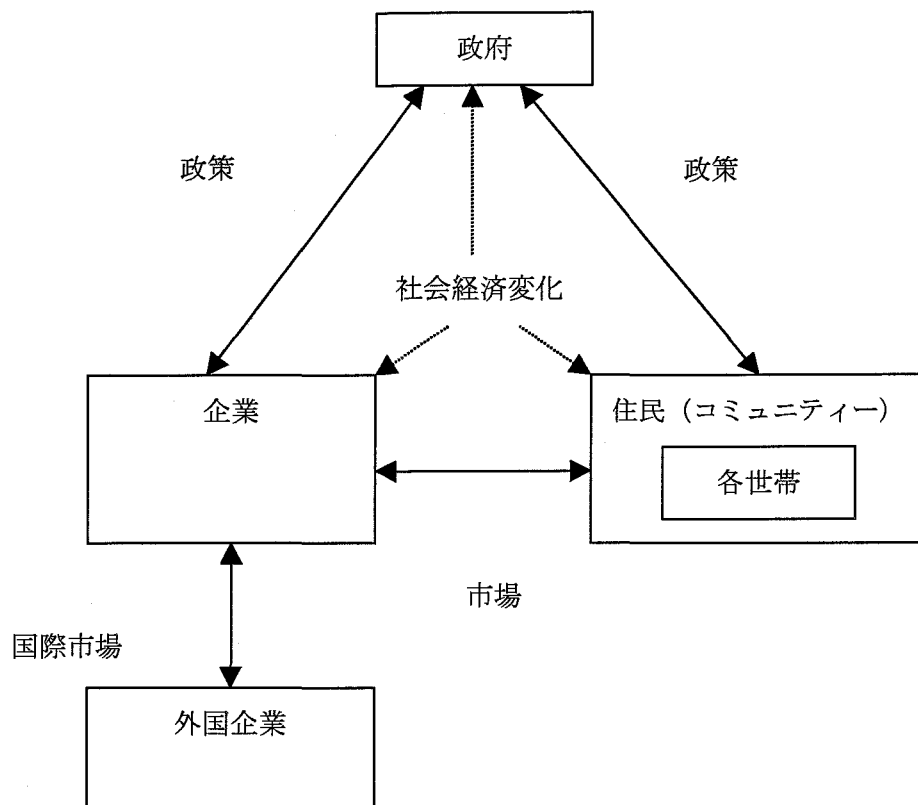 政府
政策
政策
社会経済変化
企業
住民（コミュニティー）
各世帯
市場
国際市場
外国企業